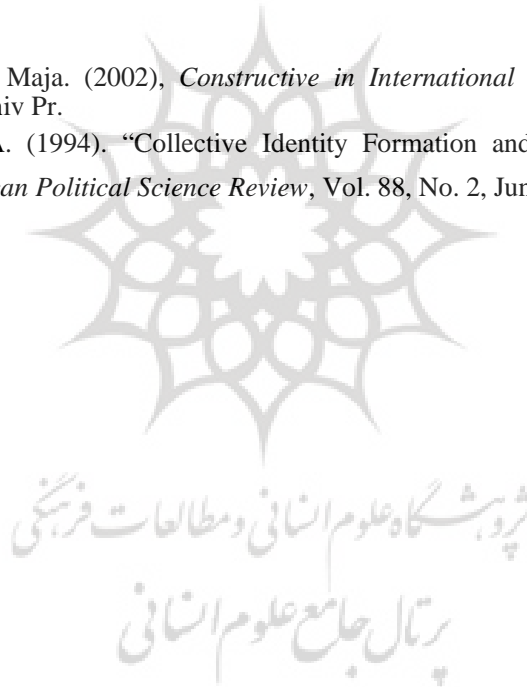 Maja. (2002), Constructive in International
niv Pr.
A. (1994). “Collective Identity Formation and
an Political Science Review, Vol. 88, No. 2, Jun
پژوهشگاه علوم انسانی و مطالعات فرهنگی
پرتال جامع علوم انسانی